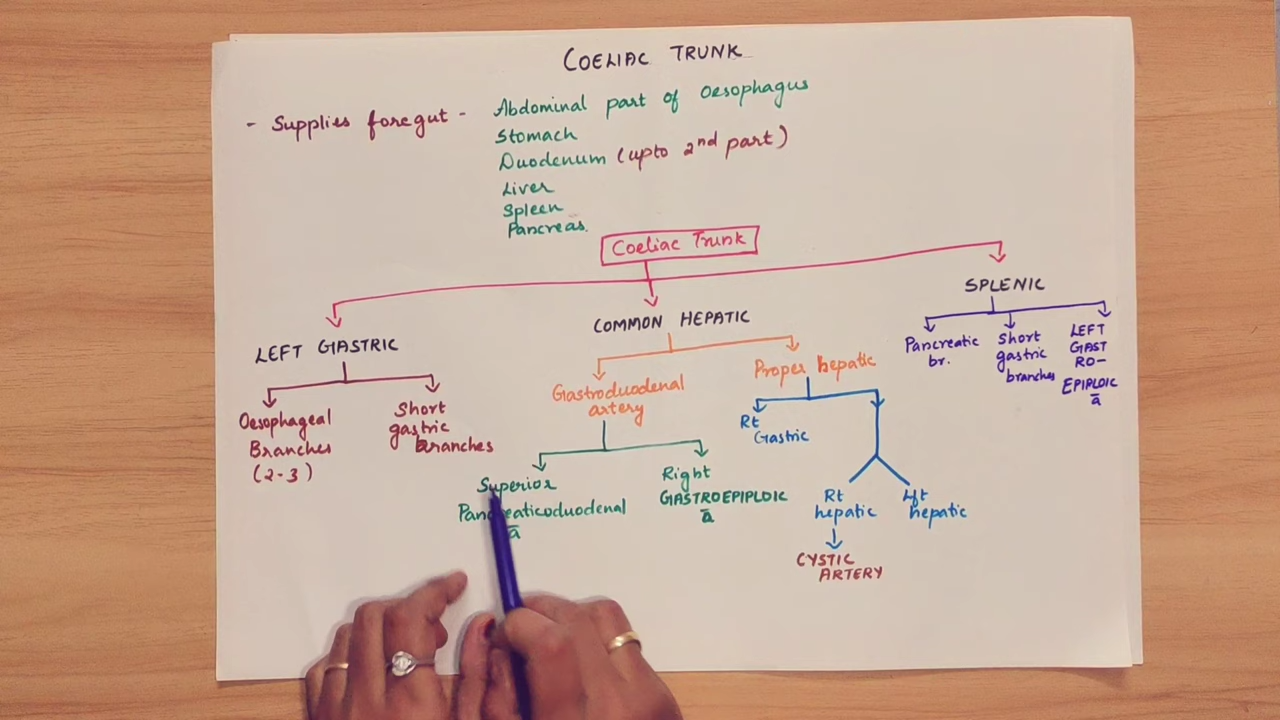 COELIAC TRUNK
- Supplies foregut - Abdominal part of Oesophagus
Stomach
Duodenum (upto 2nd part)
Liver
Spleen
Pancreas.
Coeliac Trunk
LEFT GASTRIC
COMMON HEPATIC
SPLENIC
Oesophageal
Branches
(2-3)
Short
gastric
branches
Gastroduodenal
artery
Proper hepatic
Pancreatic
br.
Short
gastric
branches
LEFT
GAST
RO-
EPIPLOIC
a
Superior
Pancreaticoduodenal
a
Right
GASTROEPIPLOIC
a
Rt
Gastric
Rt
hepatic
Lft
hepatic
CYSTIC
ARTERY